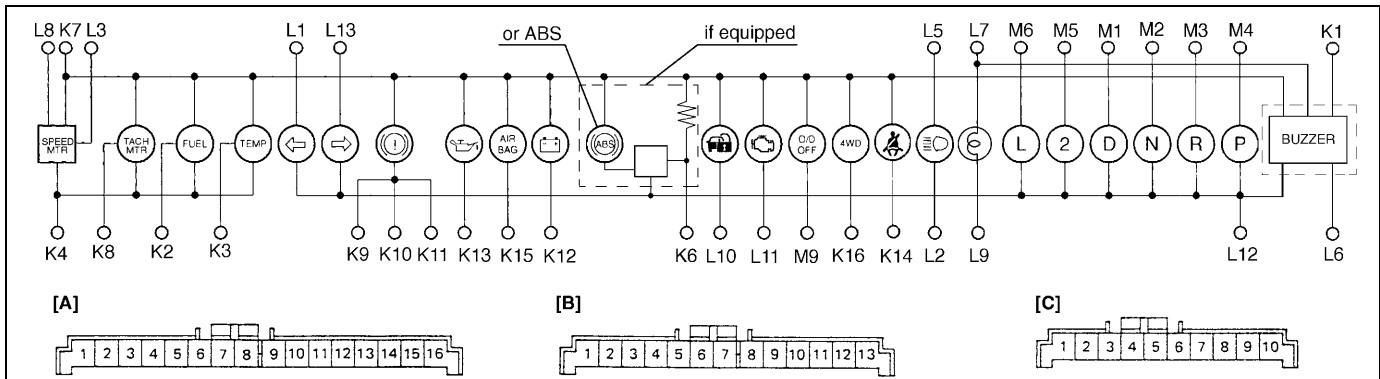 or ABS
if equipped
L8 K7 L3 L1 L13 L5 L7 M6 M5 M1 M2 M3 M4 K1
SPEED MTR
TACH MTR
FUEL
TEMP
!
AIR BAG
ABS
O/D OFF
4WD
L 2 D N R P
BUZZER
K4 K8 K2 K3 K9 K10 K11 K13 K15 K12 K6 L10 L11 M9 K16 K14 L2 L9 L12 L6
[A] [B] [C]
1 2 3 4 5 6 7 8 9 10 11 12 13 14 15 16
1 2 3 4 5 6 7 8 9 10 11 12 13
1 2 3 4 5 6 7 8 9 10